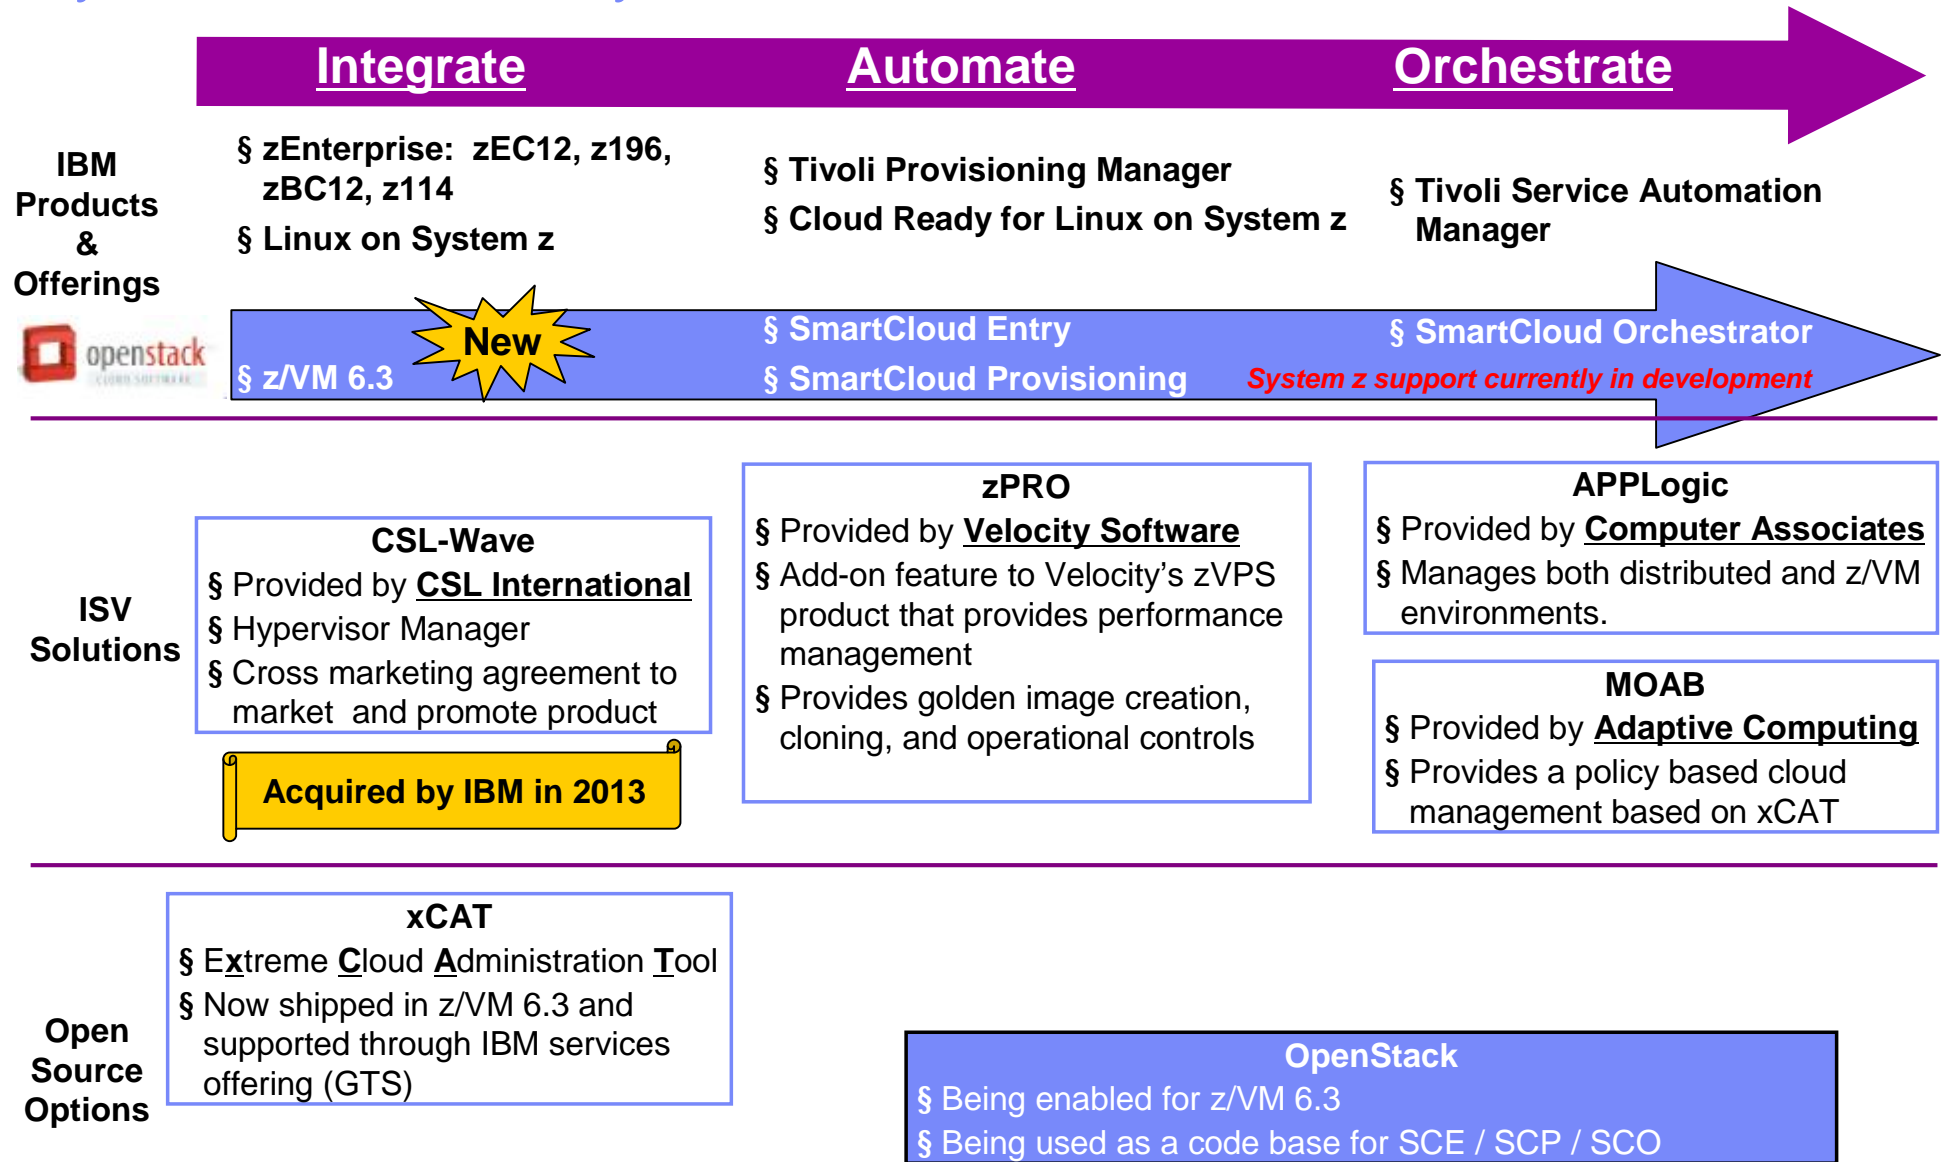 Integrate
Automate
Orchestrate
IBM
Products
&
Offerings
§ zEnterprise: zEC12, z196,
zBC12, z114
§ Linux on System z
§ Tivoli Provisioning Manager
§ Cloud Ready for Linux on System z
§ Tivoli Service Automation
Manager
openstack
CLOUD SOFTWARE
§ z/VM 6.3
New
§ SmartCloud Entry
§ SmartCloud Provisioning
§ SmartCloud Orchestrator
System z support currently in development
ISV
Solutions
CSL-Wave
§ Provided by CSL International
§ Hypervisor Manager
§ Cross marketing agreement to
market and promote product
Acquired by IBM in 2013
zPRO
§ Provided by Velocity Software
§ Add-on feature to Velocity's zVPS
product that provides performance
management
§ Provides golden image creation,
cloning, and operational controls
APPLogic
§ Provided by Computer Associates
§ Manages both distributed and z/VM
environments.
MOAB
§ Provided by Adaptive Computing
§ Provides a policy based cloud
management based on xCAT
Open
Source
Options
xCAT
§ Extreme Cloud Administration Tool
§ Now shipped in z/VM 6.3 and
supported through IBM services
offering (GTS)
OpenStack
§ Being enabled for z/VM 6.3
§ Being used as a code base for SCE / SCP / SCO